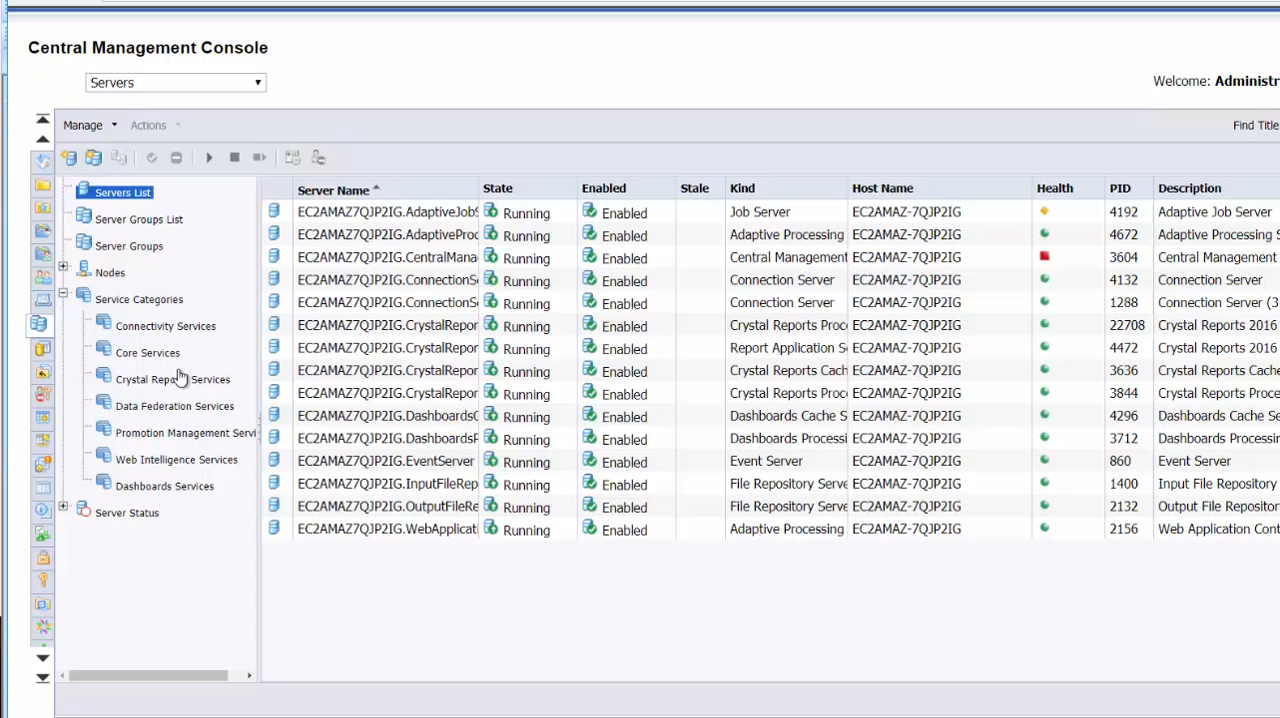 Central Management Console
Servers
Welcome: Administr
Manage Actions
Find Title
Servers List
Server Groups List
Server Groups
Nodes
Service Categories
Connectivity Services
Core Services
Crystal Repor Services
Data Federation Services
Promotion Management Servi
Web Intelligence Services
Dashboards Services
Server Status
Server Name State Enabled Stale Kind Host Name Health PID Description
EC2AMAZ7QJP2IG.AdaptiveJobS Running Enabled Job Server EC2AMAZ-7QJP2IG 4192 Adaptive Job Server
EC2AMAZ7QJP2IG.AdaptiveProc Running Enabled Adaptive Processing EC2AMAZ-7QJP2IG 4672 Adaptive Processing S
EC2AMAZ7QJP2IG.CentralMana Running Enabled Central Management EC2AMAZ-7QJP2IG 3604 Central Management
EC2AMAZ7QJP2IG.ConnectionS Running Enabled Connection Server EC2AMAZ-7QJP2IG 4132 Connection Server
EC2AMAZ7QJP2IG.ConnectionS Running Enabled Connection Server EC2AMAZ-7QJP2IG 1288 Connection Server (3
EC2AMAZ7QJP2IG.CrystalRepor Running Enabled Crystal Reports Proc EC2AMAZ-7QJP2IG 22708 Crystal Reports 2016
EC2AMAZ7QJP2IG.CrystalRepor Running Enabled Report Application S EC2AMAZ-7QJP2IG 4472 Crystal Reports 2016
EC2AMAZ7QJP2IG.CrystalRepor Running Enabled Crystal Reports Cach EC2AMAZ-7QJP2IG 3636 Crystal Reports Cache
EC2AMAZ7QJP2IG.CrystalRepor Running Enabled Crystal Reports Proc EC2AMAZ-7QJP2IG 3844 Crystal Reports Proce
EC2AMAZ7QJP2IG.DashboardsC Running Enabled Dashboards Cache S EC2AMAZ-7QJP2IG 4296 Dashboards Cache Se
EC2AMAZ7QJP2IG.DashboardsP Running Enabled Dashboards Processi EC2AMAZ-7QJP2IG 3712 Dashboards Processin
EC2AMAZ7QJP2IG.EventServer Running Enabled Event Server EC2AMAZ-7QJP2IG 860 Event Server
EC2AMAZ7QJP2IG.InputFileRep Running Enabled File Repository Serve EC2AMAZ-7QJP2IG 1400 Input File Repository
EC2AMAZ7QJP2IG.OutputFileRe Running Enabled File Repository Serve EC2AMAZ-7QJP2IG 2132 Output File Repositor
EC2AMAZ7QJP2IG.WebApplicat Running Enabled Adaptive Processing EC2AMAZ-7QJP2IG 2156 Web Application Cont